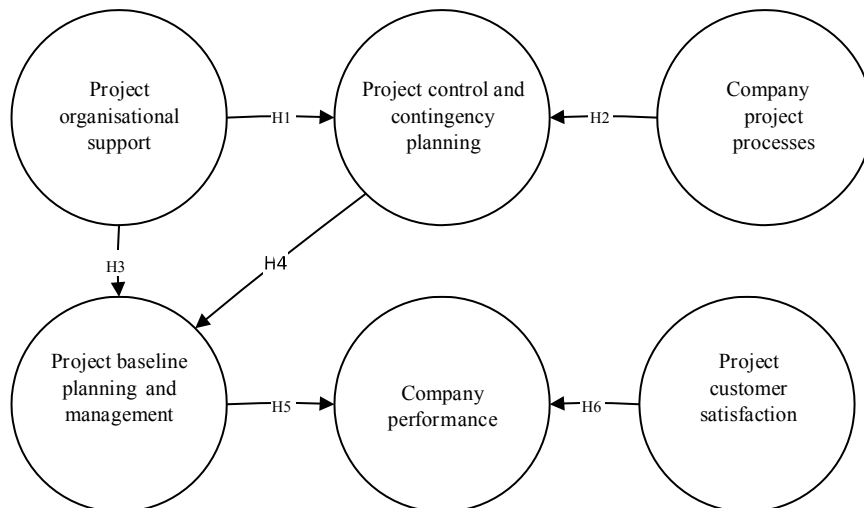 Project
organisational
support
H1
Project control and
contingency
planning
H2
Company
project
processes
H3
H4
Project baseline
planning and
management
H5
Company
performance
H6
Project
customer
satisfaction